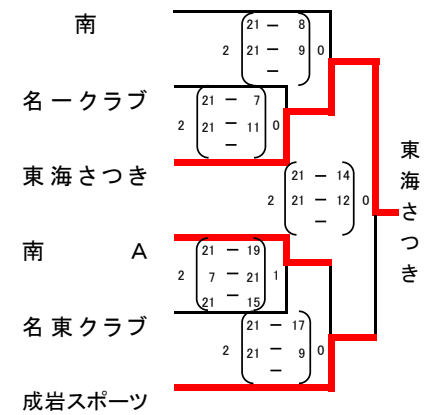 南
21 ー 8
2 21 ー 9 0
ー
名ークラブ
21 ー 7
2 21 ー 11 0
ー
東海さつき
21 ー 14
2 21 ー 12 0
ー
東海さつき
南 A
21 ー 19
2 7 ー 21 1
21 ー 15
名東クラブ
21 ー 17
2 21 ー 9 0
ー
成岩スポーツ